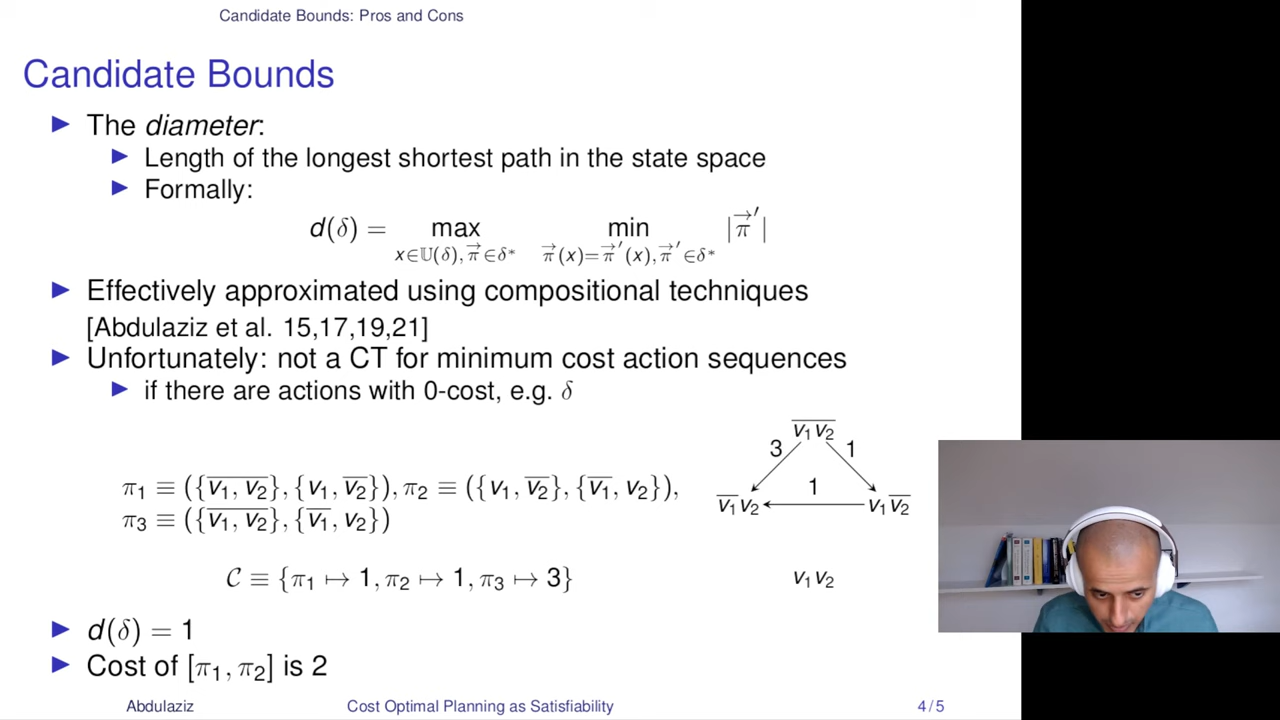 Candidate Bounds: Pros and Cons
Candidate Bounds
▶ The diameter:
▶ Length of the longest shortest path in the state space
▶ Formally:
d(δ) = max min |π⃗′|
x∈𝕌(δ),π⃗∈δ* π⃗(x)=π⃗′(x),π⃗′∈δ*
▶ Effectively approximated using compositional techniques
[Abdulaziz et al. 15,17,19,21]
▶ Unfortunately: not a CT for minimum cost action sequences
▶ if there are actions with 0-cost, e.g. δ
v̅₁v̅₂
3 1
π₁ ≡ ({v̅₁, v̅₂}, {v₁, v̅₂}), π₂ ≡ ({v₁, v̅₂}, {v̅₁, v₂}),
1
v̅₁v₂ v₁v̅₂
π₃ ≡ ({v̅₁, v̅₂}, {v̅₁, v₂})
𝒞 ≡ {π₁ ↦ 1, π₂ ↦ 1, π₃ ↦ 3}
v₁v₂
▶ d(δ) = 1
▶ Cost of [π₁, π₂] is 2
Abdulaziz Cost Optimal Planning as Satisfiability 4/5